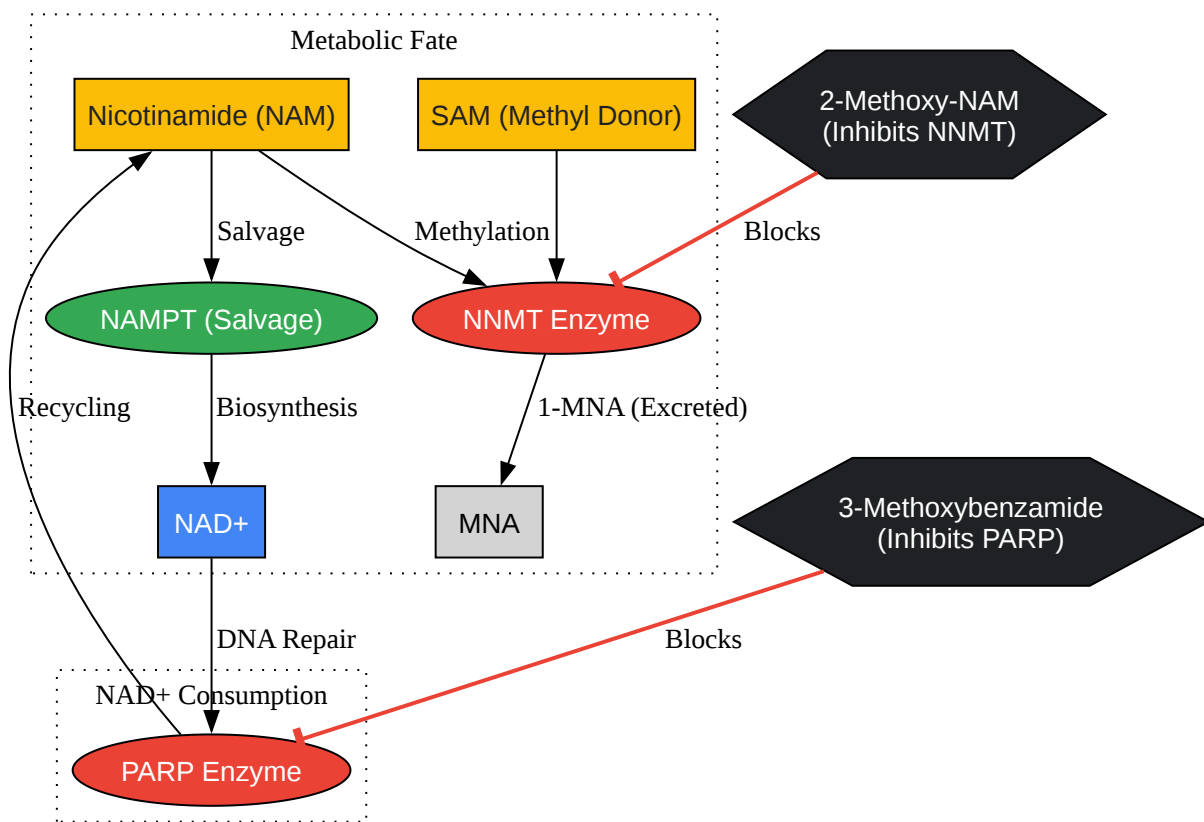 Metabolic Fate
Nicotinamide (NAM)
SAM (Methyl Donor)
2-Methoxy-NAM
(Inhibits NNMT)
Salvage
Methylation
Blocks
NAMPT (Salvage)
NNMT Enzyme
Recycling
Biosynthesis
1-MNA (Excreted)
NAD+
MNA
3-Methoxybenzamide
(Inhibits PARP)
DNA Repair
Blocks
NAD+ Consumption
PARP Enzyme